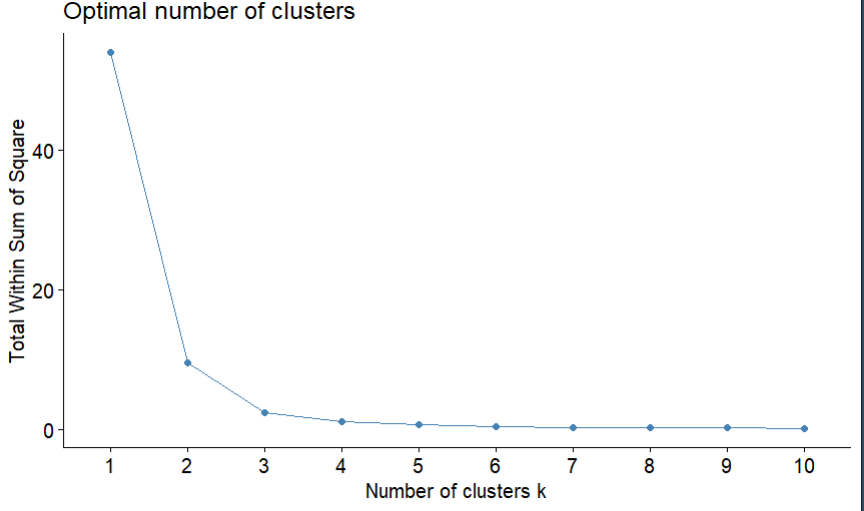 Optimal number of clusters
Total Within Sum of Square
40
20
0
1 2 3 4 5 6 7 8 9 10
Number of clusters k